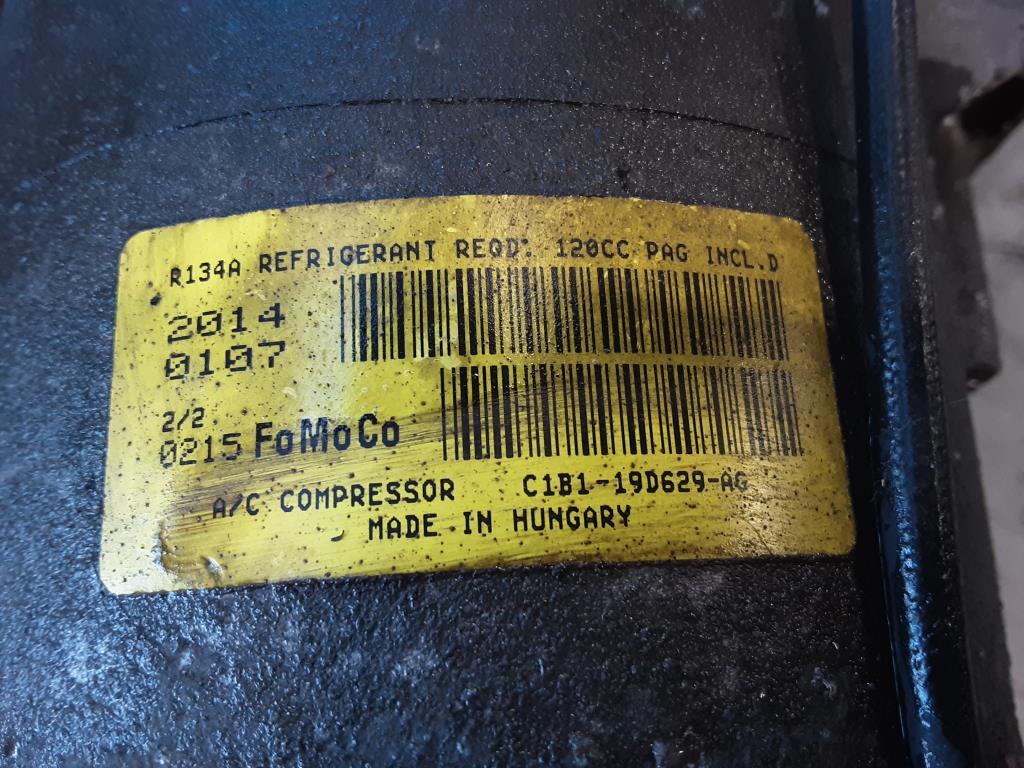 R134A REFRIGERANT REQD: 120CC PAG INCL.D
2014
0107
2/2
0215 FoMoCo
A/C COMPRESSOR C1B1-19D629-AG
MADE IN HUNGARY